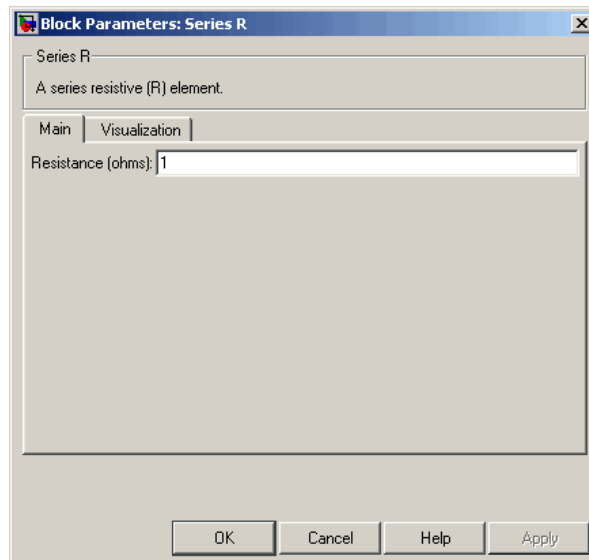 Block Parameters: Series R
Series R
A series resistive (R) element.
Main Visualization
Resistance (ohms): 1
OK Cancel Help Apply